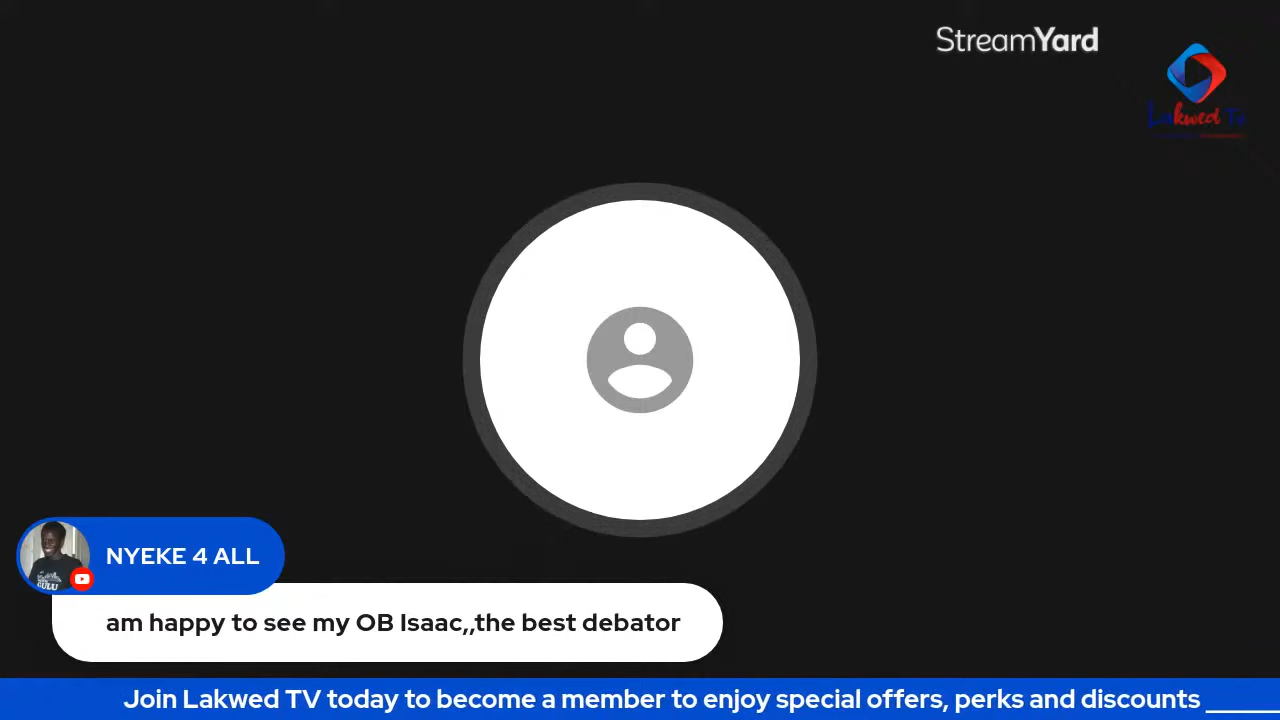 StreamYard
Lakwed Tv
NYEKE 4 ALL
GULU
am happy to see my OB Isaac,,the best debator
Join Lakwed TV today to become a member to enjoy special offers, perks and discounts